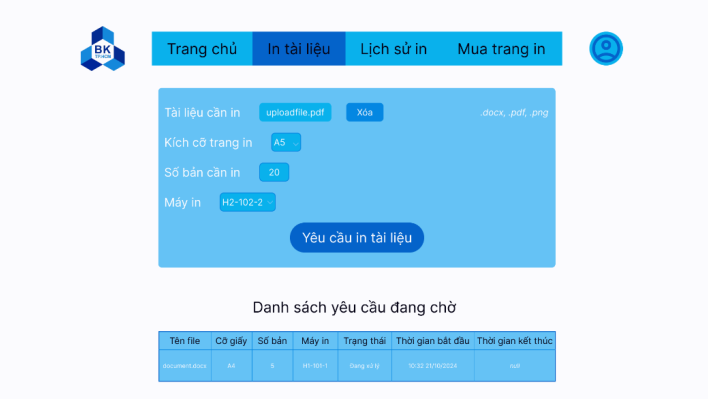 BK
TP.HCM
Trang chủ In tài liệu Lịch sử in Mua trang in
Tài liệu cần in uploadfile.pdf Xóa .docx, .pdf, .png
Kích cỡ trang in A5
Số bản cần in 20
Máy in H2-102-2
Yêu cầu in tài liệu
Danh sách yêu cầu đang chờ
Tên file Cỡ giấy Số bản Máy in Trạng thái Thời gian bắt đầu Thời gian kết thúc
document.docx A4 5 H1-101-1 Đang xử lý 10:32 21/10/2024 null